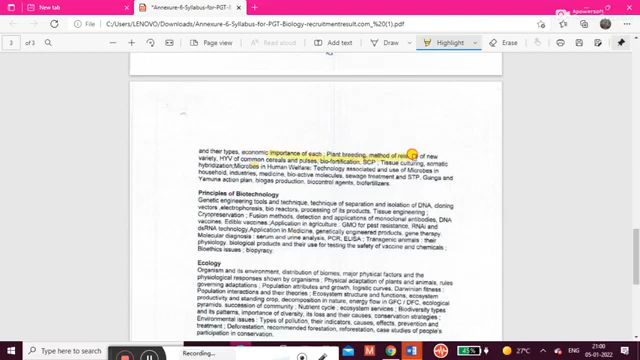 New tab
*Annexure-6-Syllabus-for-PGT-Biology-recruitmentresult.com_ (1).pdf
File | C:/Users/LENOVO/Downloads/Annexure-6-Syllabus-for-PGT-Biology-recruitmentresult.com_%20(1).pdf
Apowersoft
3 of 3
Page view
Read aloud
Add text
Highlight
Erase
and their types, economic importance of each ; Plant breeding, method of release of new
variety, HYV of common cereals and pulses, bio-fortification, SCP ; Tissue culturing, somatic
hybridization;Microbes in Human Welfare: Technology associated and use of Microbes in
household, industries, medicine, bio-active molecules, sewage treatment and STP, Ganga and
Yamuna action plan, biogas production, biocontrol agents, biofertlizers.
Principles of Biotechnology
Genetic engineering tools and technique, technique of separation and isolation of DNA, cloning
vectors,electrophorosis, bio reactors, processing of its products, Tissue engineering ;
Cryopreservation ; Fusion methods, detection and applications of monoclonal antibodies, DNA
vaccines, Edible vaccines ;Application in agriculture : GMO for pest resistance, RNAi and
dsRNA technology, Application in Medicine, genetically engineered products, gene therapy
Molecular diagnosis : serum and urine analysis, PCR, ELISA ; Transgenic animals : their
physiology, biological products and their use for testing the safety of vaccine and chemicals ;
Bioethics issues ; biopyracy.
Ecology
Organism and its environment, distribution of biomes, major physical factors and the
physiological responses shown by organisms ; Physical adaptation of plants and animals, rules
governing adaptations ; Population attributes and growth, logistic curves, Darwinian fitness ;
Population interactions and their theories ; Ecosystem structure and functions ; ecosystem
productivity and standing crop, decomposition in nature, energy flow in GFC / DFC, ecological
pyramids, succession of community ; Nutrient cycle ; ecosystem services ; Biodiversity types
and its patterns, importance of diversity, its loss and their causes, conservation strategies ;
Environmental issues : Types of pollution, their indicators, causes, effects, prevention and
treatment ; Deforestation, recommended forestation, reforestation, case studies of people's
participation in conservation.
Recording...
45%
27°C
21:00
05-01-2022